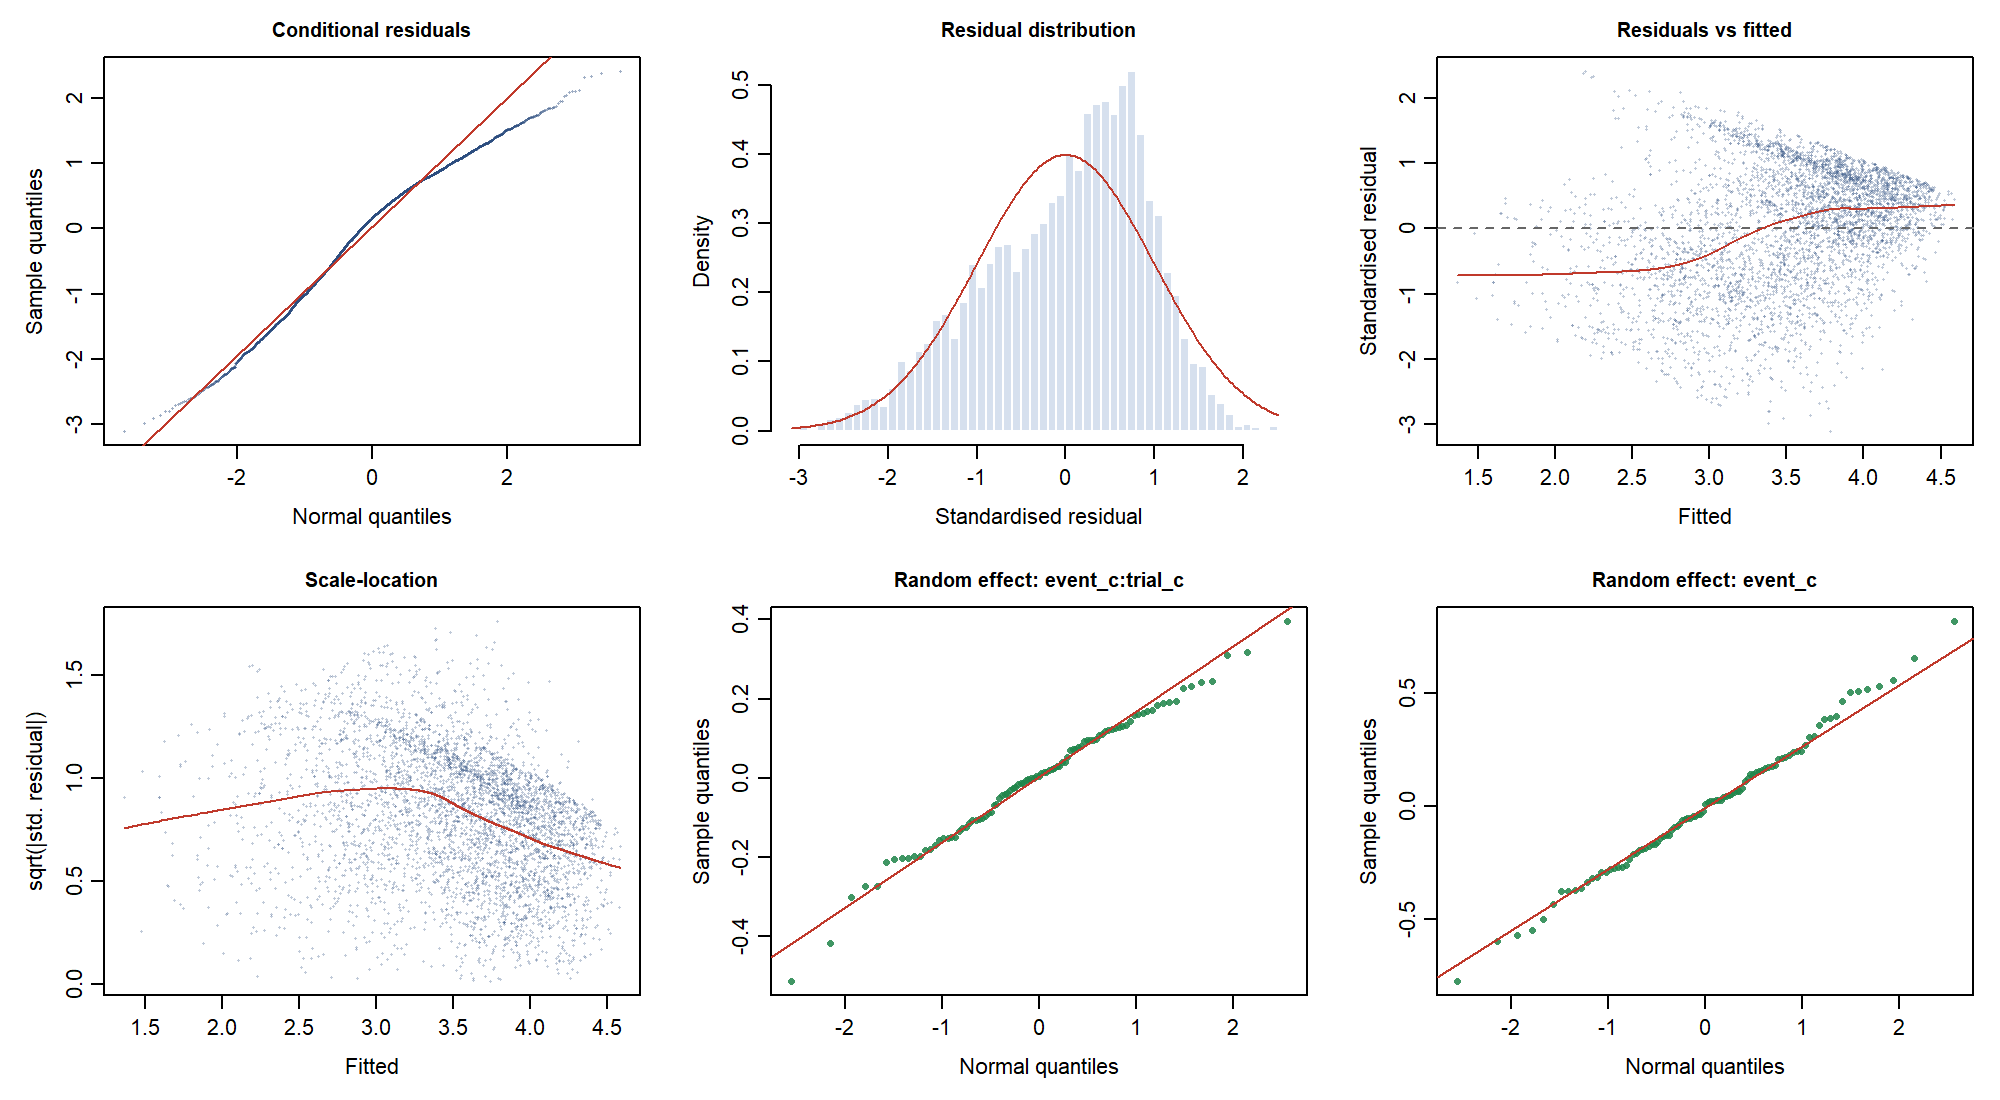 Conditional residuals
Sample quantiles
2
1
0
-1
-2
-3
-2 0 2
Normal quantiles
Residual distribution
Density
0.5
0.4
0.3
0.2
0.1
0.0
-3 -2 -1 0 1 2
Standardised residual
Residuals vs fitted
Standardised residual
2
1
0
-1
-2
-3
1.5 2.0 2.5 3.0 3.5 4.0 4.5
Fitted
Scale-location
sqrt(|std. residual|)
1.5
1.0
0.5
0.0
1.5 2.0 2.5 3.0 3.5 4.0 4.5
Fitted
Random effect: event_c:trial_c
Sample quantiles
0.4
0.2
0.0
-0.2
-0.4
-2 -1 0 1 2
Normal quantiles
Random effect: event_c
Sample quantiles
0.5
0.0
-0.5
-2 -1 0 1 2
Normal quantiles